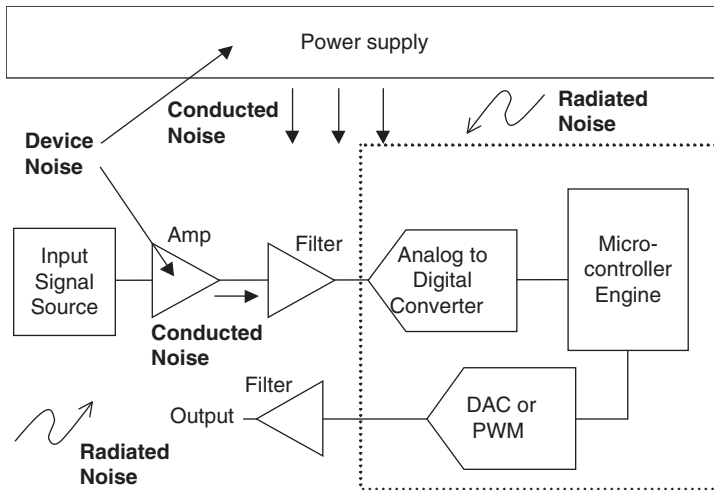 Power supply
Conducted
Noise
Radiated
Noise
Device
Noise
Amp
Filter
Input
Signal
Source
Analog to
Digital
Converter
Micro-
controller
Engine
Conducted
Noise
Filter
Output
DAC or
PWM
Radiated
Noise